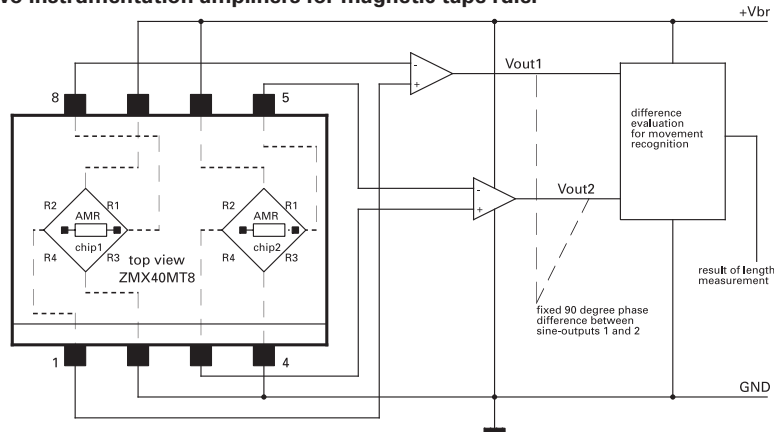 ve instrumentation amplifiers for magnetic tape ruler
+Vbr
8
5
-
+
Vout1
difference
evaluation
for movement
recognition
-
+
Vout2
R2
R1
AMR
chip1
R4
R3
R2
R1
AMR
chip2
R4
R3
top view
ZMX40MT8
result of length
measurement
fixed 90 degree phase
difference between
sine-outputs 1 and 2
1
4
GND